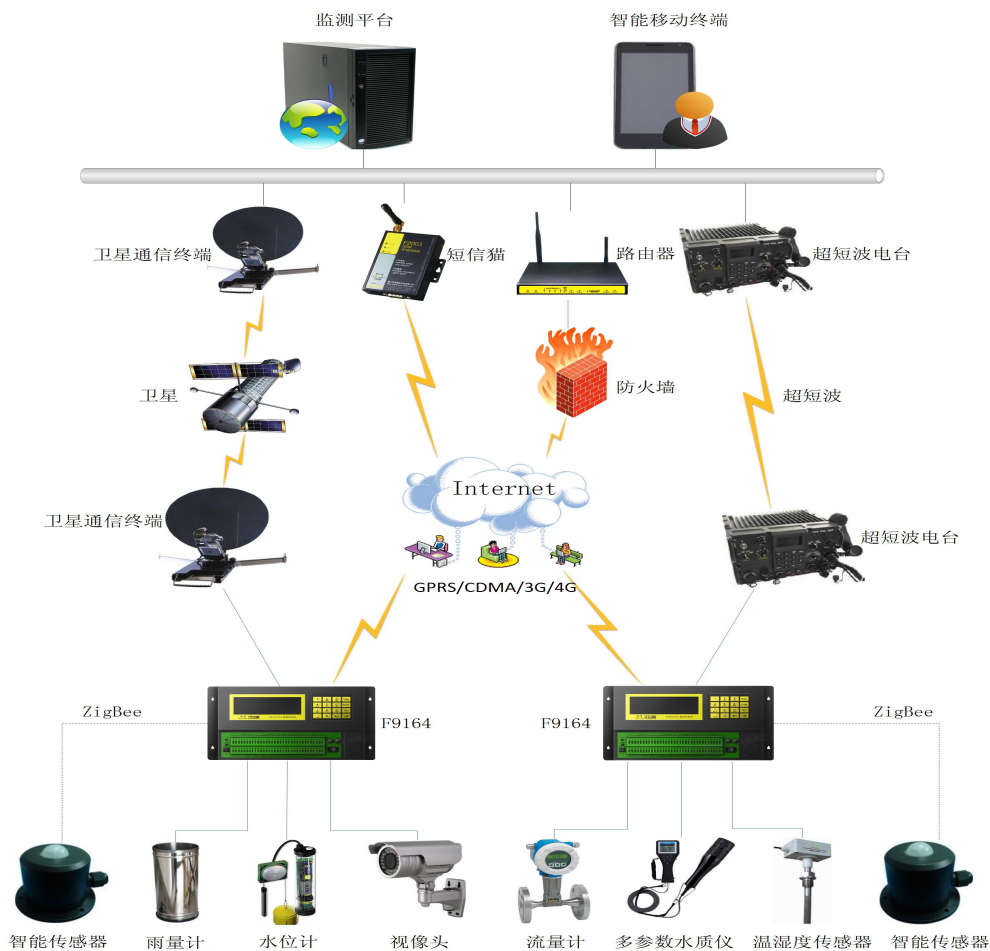 监测平台
智能移动终端
卫星通信终端
F2003
短信猫
路由器
超短波电台
卫星
防火墙
超短波
Internet
卫星通信终端
超短波电台
GPRS/CDMA/3G/4G
ZigBee
F9164
F9164
ZigBee
智能传感器
雨量计
水位计
视像头
流量计
多参数水质仪
温湿度传感器
智能传感器